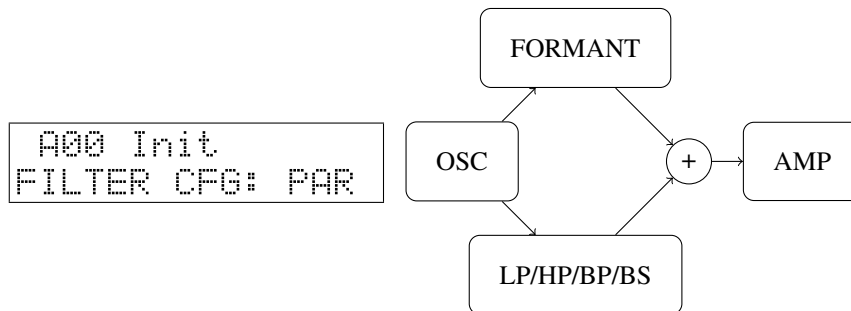 A00 Init
FILTER CFG: PAR
FORMANT
OSC
+
AMP
LP/HP/BP/BS